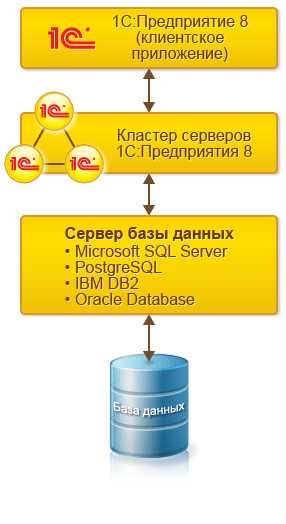 1С 1С:Предприятие 8
(клиентское
приложение)
1С
Кластер серверов
1С 1С 1С:Предприятия 8
Сервер базы данных
• Microsoft SQL Server
• PostgreSQL
• IBM DB2
• Oracle Database
База данных